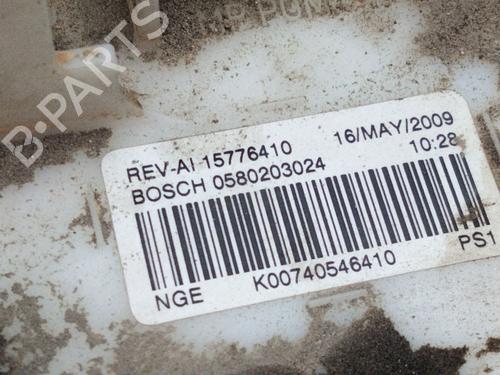 B-PARTS
REV-AI 15776410 16/MAY/2009
BOSCH 0580203024 10:28
NGE K00740546410 PS1